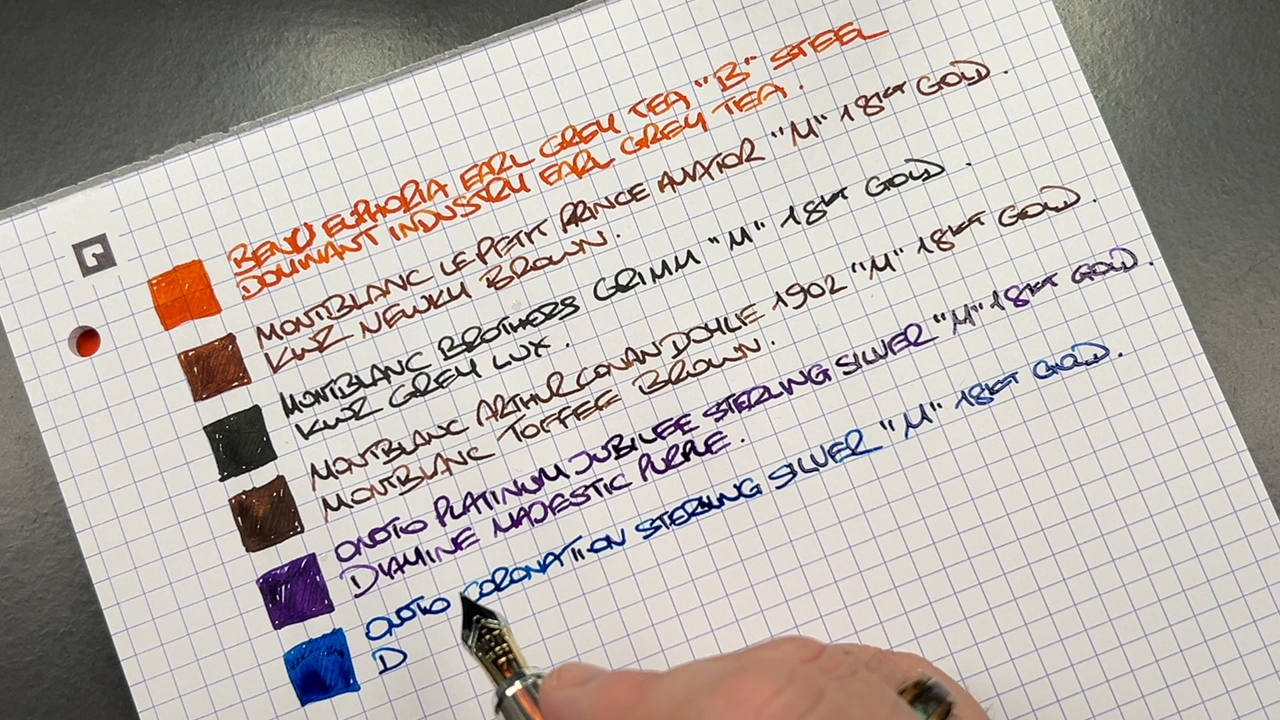 BENU EUPHORIA EARL GREY TEA "B" STEEL
DOMINANT INDUSTRY EARL GREY TEA.
MONTBLANC LE PETIT PRINCE AVIATOR "M" 18KT GOLD.
KWZ NEWKY BROWN.
MONTBLANC BROTHERS GRIMM "M" 18KT GOLD.
KWZ GREY LUX.
MONTBLANC ARTHUR CONAN DOYLE 1902 "M" 18KT GOLD.
MONTBLANC TOFFEE BROWN.
ONOTO PLATINUM JUBILEE STERLING SILVER "M" 18KT GOLD.
DIAMINE MAJESTIC PURPLE.
ONOTO CORONATION STERLING SILVER "M" 18KT GOLD.
D